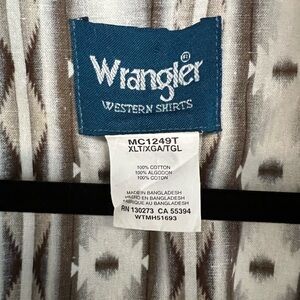 Wrangler
WESTERN SHIRTS
MC1249T
XLT/XGA/TGL
100% COTTON
100% ALGODON
100% COTON
MADE IN BANGLADESH
HECHO EN BANGLADESH
FABRIQUE AU BANGLADESH
RN 130273 CA 55394
WTMH51693